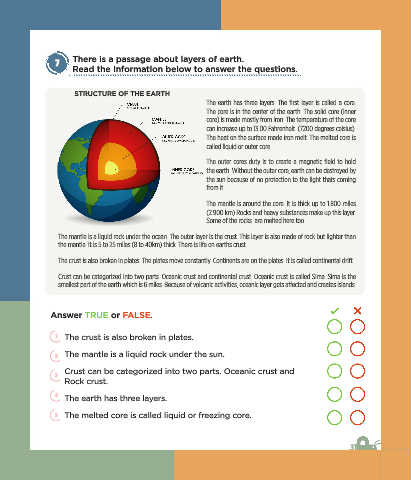 7
There is a passage about layers of earth.
Read the Information below to answer the questions.
STRUCTURE OF THE EARTH
The earth has three layers. The first layer is called a core.
The core is in the center of the earth. The solid core (inner
core) is made mostly from iron. The temperature of the core
can increase up to 13.00 Fahrenheit (7200 degrees celsius)
The heat on the surface made iron melt. The melted core is
called liquid or outer core
The outer cores duty is to create a magnetic field to hold
the earth. Without the outer core, earth can be destroyed by
the sun because of no protection to the light thats coming
from it
The mantle is around the core. It is thick up to 1.800 miles
(2.900 km) Rocks and heavy substances make up this layer.
Some of the rocks are melted here too
The mantle is a liquid rock under the ocean. The outer layer is the crust. This layer is also made of rock but lighter than
the mantle. It is 5 to 25 miles (8 to 40km) thick. There is life on earths crust
The crust is also broken in plates. The plates move constantly. Continents are on the plates. It is called continental drift
Crust can be categorized into two parts: Oceanic crust and continental crust. Oceanic crust is called Sima. Sima is the
smallest part of the earth which is 6 miles. Because of volcanic activities, oceanic layer gets affected and creates islands
Answer TRUE or FALSE.
1 The crust is also broken in plates.
2 The mantle is a liquid rock under the sun.
3 Crust can be categorized into two parts. Oceanic crust and
Rock crust.
4 The earth has three layers.
5 The melted core is called liquid or freezing core.